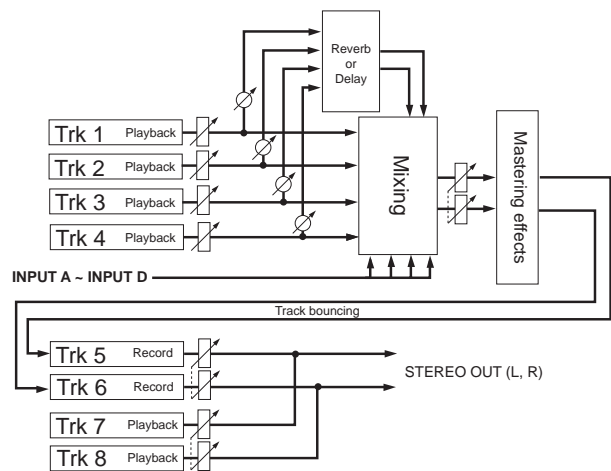 Reverb
or
Delay
Trk 1 Playback
Trk 2 Playback
Trk 3 Playback
Trk 4 Playback
Mixing
Mastering effects
INPUT A ~ INPUT D
Track bouncing
Trk 5 Record
Trk 6 Record
Trk 7 Playback
Trk 8 Playback
STEREO OUT (L, R)